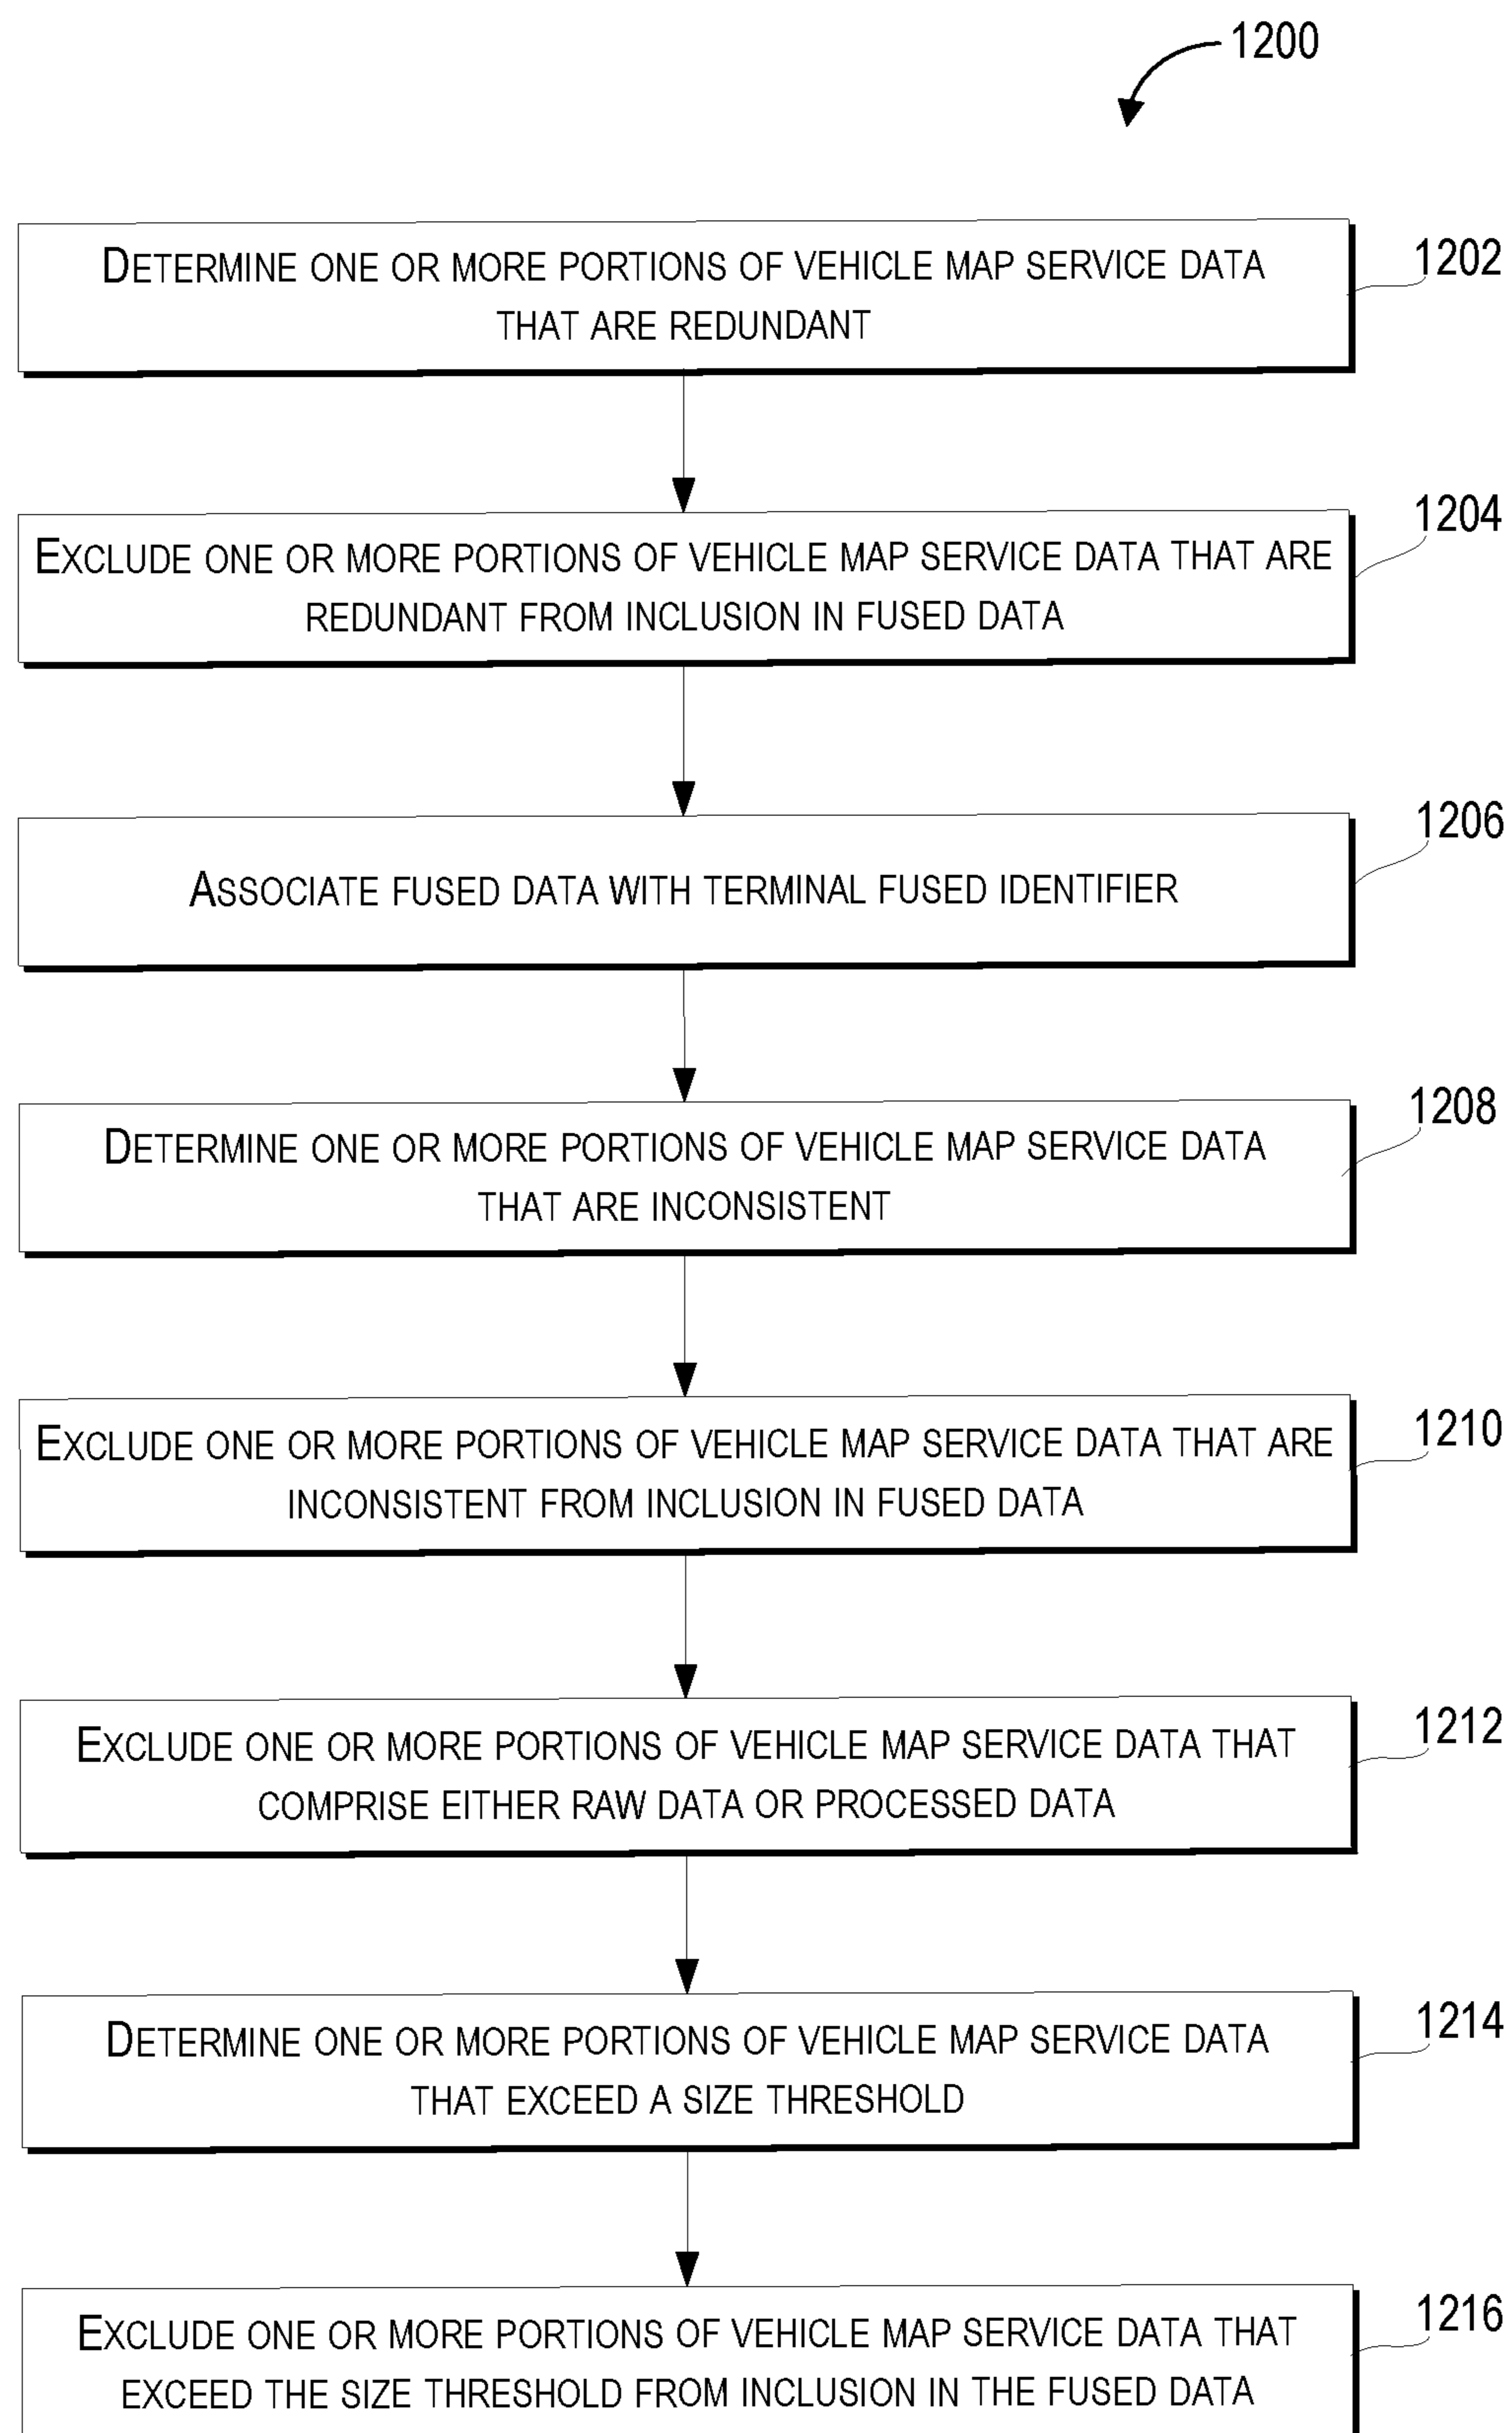 1200
DETERMINE ONE OR MORE PORTIONS OF VEHICLE MAP SERVICE DATA
THAT ARE REDUNDANT
1202
EXCLUDE ONE OR MORE PORTIONS OF VEHICLE MAP SERVICE DATA THAT ARE
REDUNDANT FROM INCLUSION IN FUSED DATA
1204
ASSOCIATE FUSED DATA WITH TERMINAL FUSED IDENTIFIER
1206
DETERMINE ONE OR MORE PORTIONS OF VEHICLE MAP SERVICE DATA
THAT ARE INCONSISTENT
1208
EXCLUDE ONE OR MORE PORTIONS OF VEHICLE MAP SERVICE DATA THAT ARE
INCONSISTENT FROM INCLUSION IN FUSED DATA
1210
EXCLUDE ONE OR MORE PORTIONS OF VEHICLE MAP SERVICE DATA THAT
COMPRISE EITHER RAW DATA OR PROCESSED DATA
1212
DETERMINE ONE OR MORE PORTIONS OF VEHICLE MAP SERVICE DATA
THAT EXCEED A SIZE THRESHOLD
1214
EXCLUDE ONE OR MORE PORTIONS OF VEHICLE MAP SERVICE DATA THAT
EXCEED THE SIZE THRESHOLD FROM INCLUSION IN THE FUSED DATA
1216